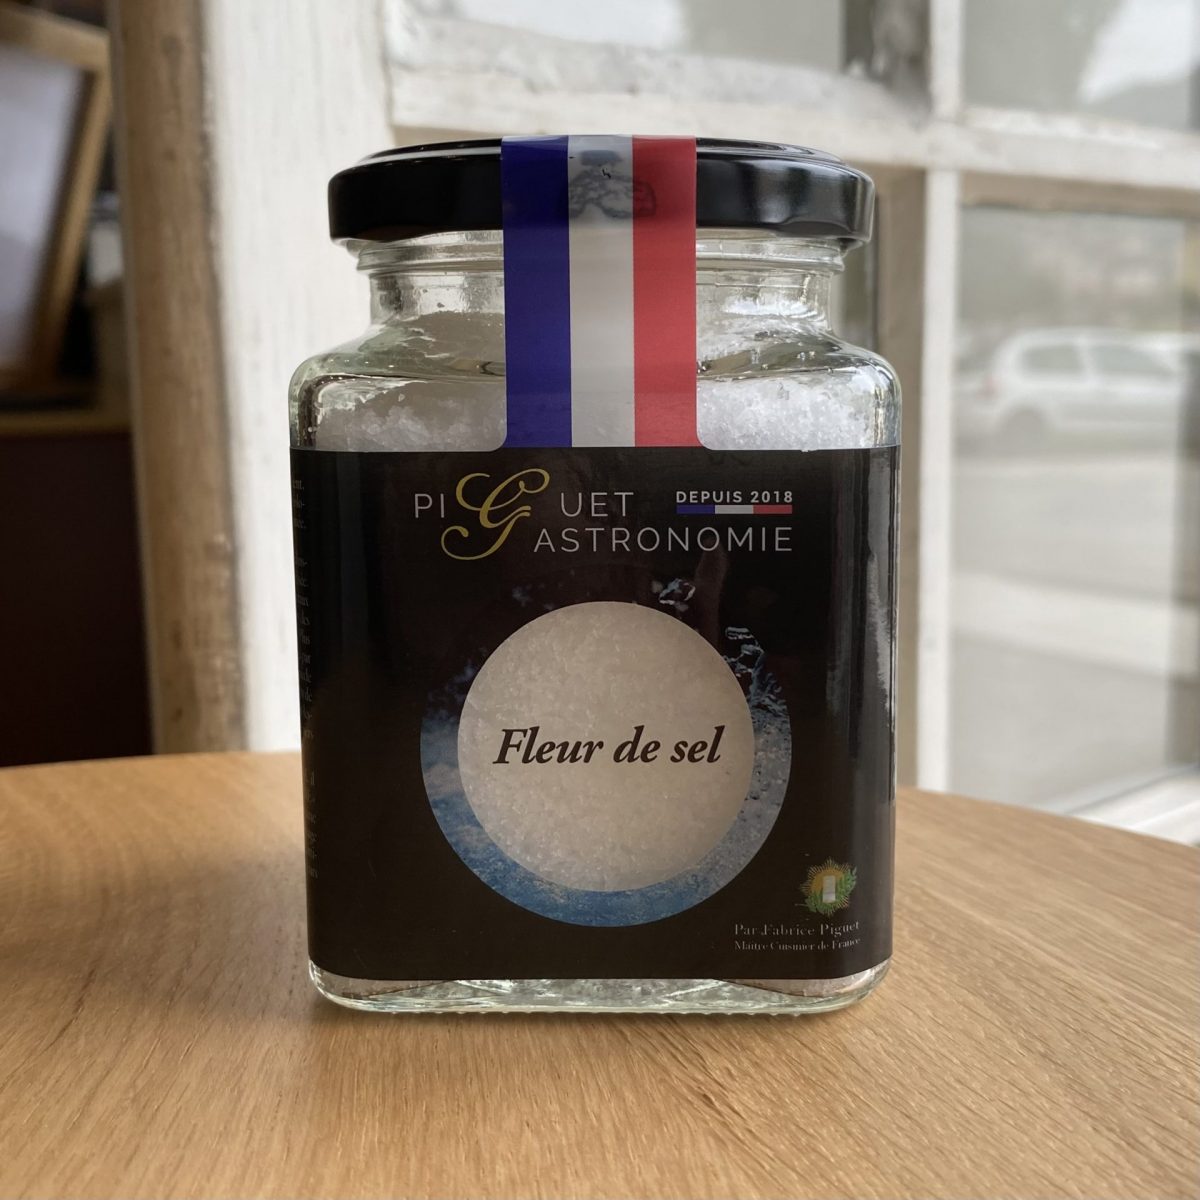 PIGUET
DEPUIS 2018
GASTRONOMIE
Fleur de sel
Par Fabrice Piguet
Maître Cuisinier de France